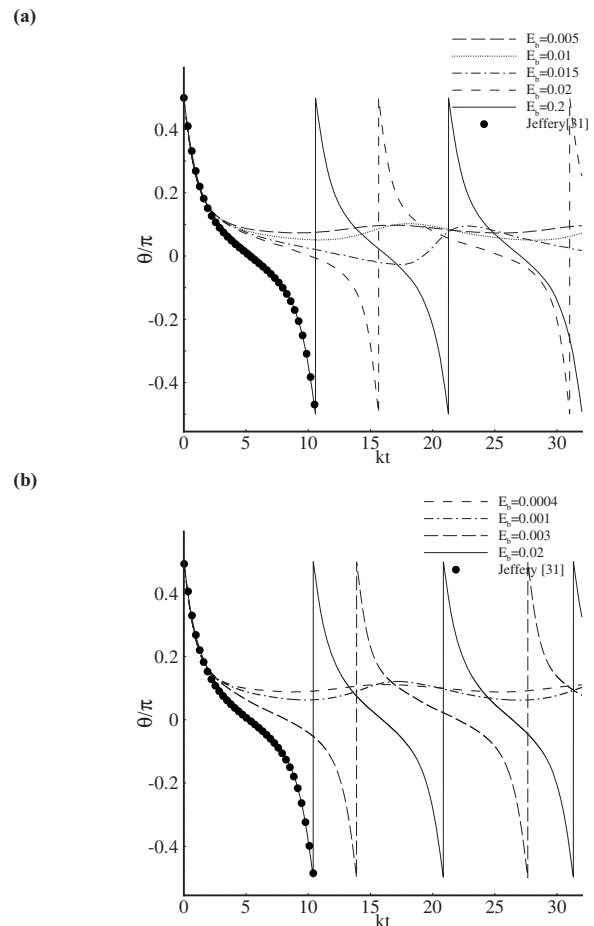 (a)
E_b=0.005
E_b=0.01
E_b=0.015
E_b=0.02
E_b=0.2
Jeffery[31]
0.4
0.2
0
-0.2
-0.4
θ/π
0 5 10 15 20 25 30
kt
(b)
E_b=0.0004
E_b=0.001
E_b=0.003
E_b=0.02
Jeffery [31]
0.4
0.2
0
-0.2
-0.4
θ/π
0 5 10 15 20 25 30
kt